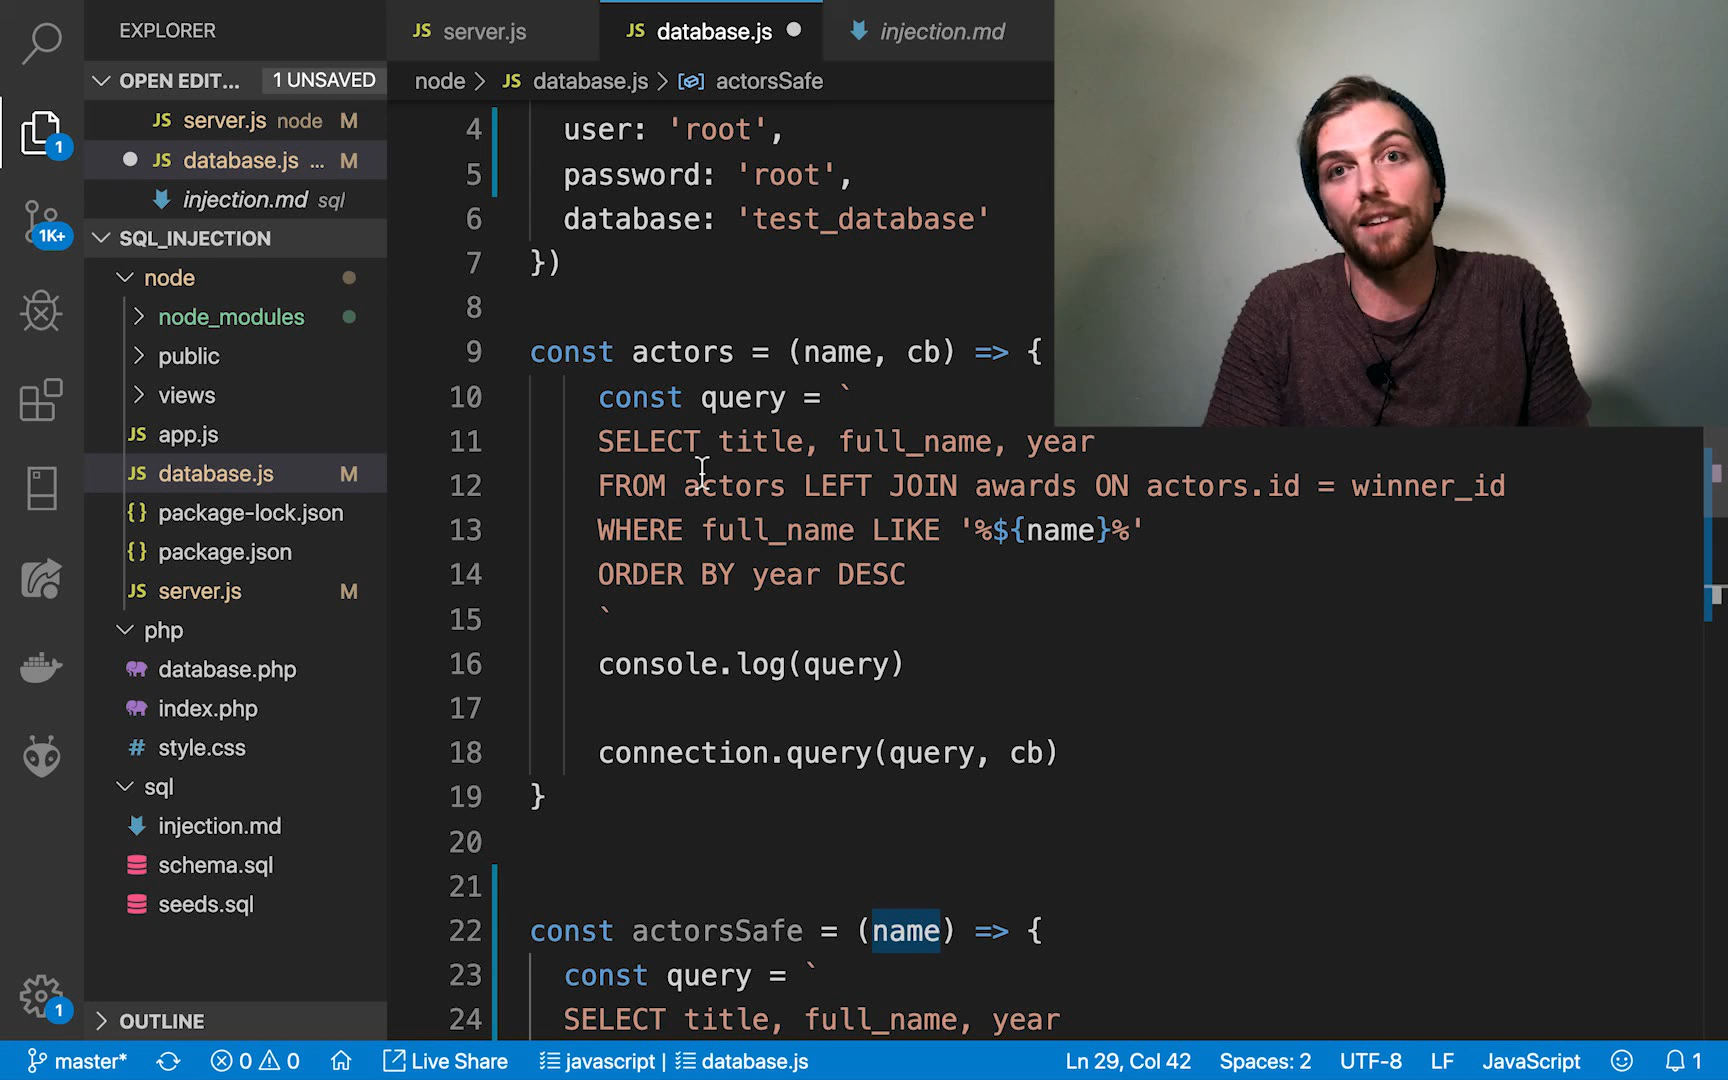 EXPLORER
OPEN EDIT... 1 UNSAVED
JS server.js node M
JS database.js ... M
injection.md sql
SQL_INJECTION
node
node_modules
public
views
JS app.js
JS database.js M
{} package-lock.json
{} package.json
JS server.js M
php
database.php
index.php
# style.css
sql
injection.md
schema.sql
seeds.sql
OUTLINE
1
1K+
1
JS server.js JS database.js injection.md
node > JS database.js > actorsSafe
4 user: 'root',
5 password: 'root',
6 database: 'test_database'
7 })
8
9 const actors = (name, cb) => {
10 const query = `
11 SELECT title, full_name, year
12 FROM actors LEFT JOIN awards ON actors.id = winner_id
13 WHERE full_name LIKE '%${name}%'
14 ORDER BY year DESC
15 `
16 console.log(query)
17
18 connection.query(query, cb)
19 }
20
21
22 const actorsSafe = (name) => {
23 const query = `
24 SELECT title, full_name, year
master* 0 0 Live Share javascript | database.js Ln 29, Col 42 Spaces: 2 UTF-8 LF JavaScript 1